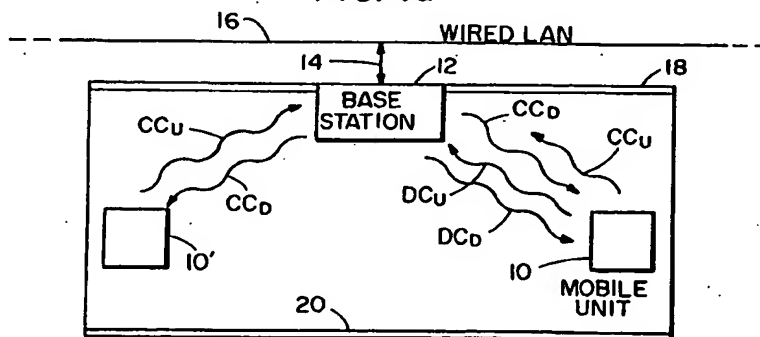 16
WIRED LAN
14
12
18
BASE
STATION
CCD
CCU
CCU
CCD
DCU
DCD
10'
10
MOBILE
UNIT
20